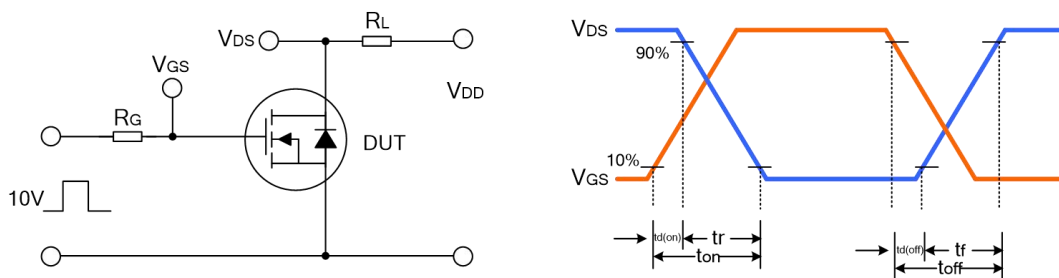 VDS
RL
VGS
VDD
RG
DUT
10V
VDS
90%
10%
VGS
td(on)
tr
ton
td(off)
tf
toff